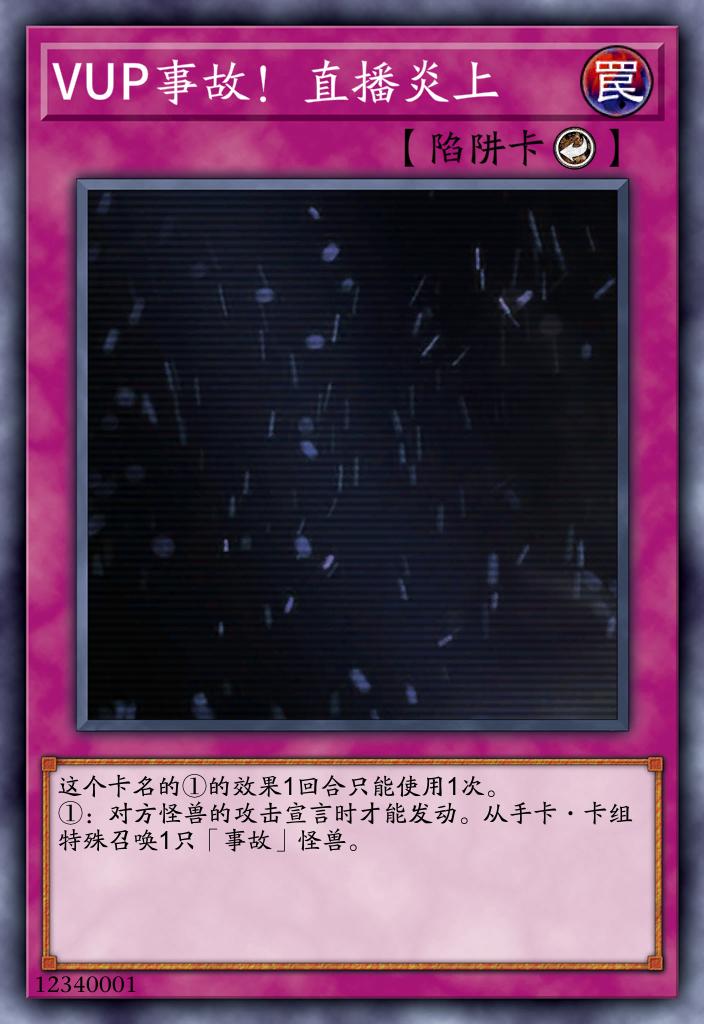 VUP事故！直播炎上
罠
【陷阱卡】
这个卡名的①的效果1回合只能使用1次。
①：对方怪兽的攻击宣言时才能发动。从手卡·卡组
特殊召唤1只「事故」怪兽。
12340001